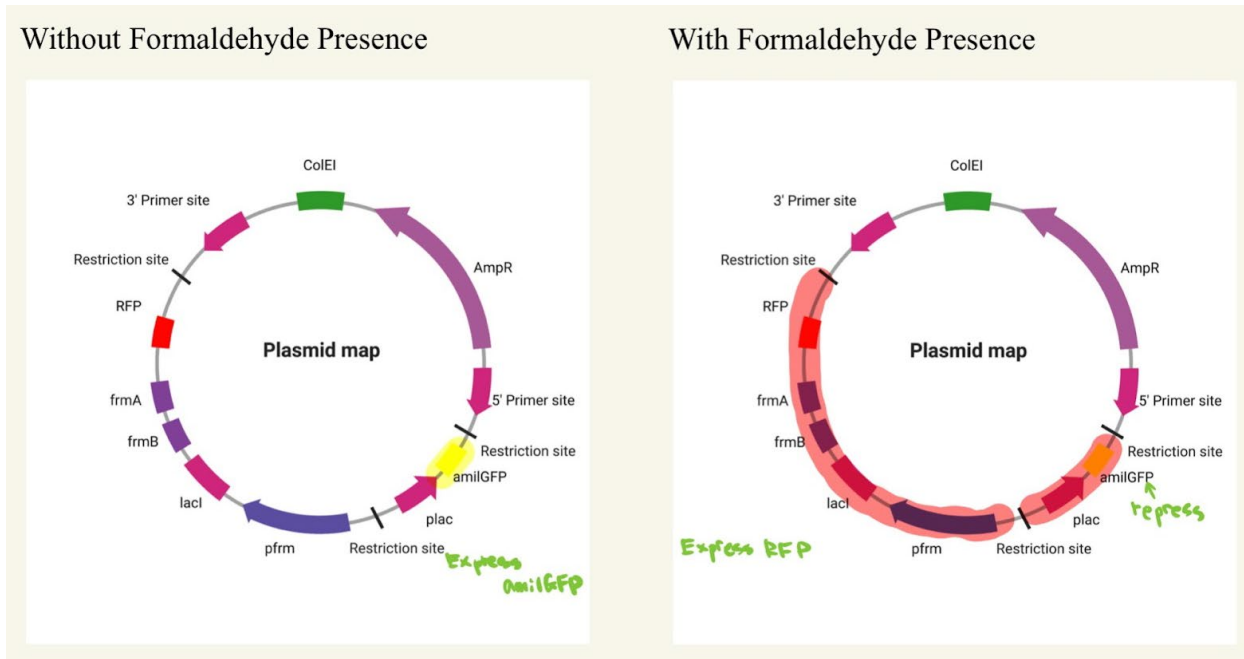 Without Formaldehyde Presence
ColEI
3' Primer site
Restriction site
AmpR
RFP
Plasmid map
frmA
5' Primer site
frmB
Restriction site
amilGFP
lacI
plac
pfrm
Restriction site
Express
amilGFP
With Formaldehyde Presence
ColEI
3' Primer site
Restriction site
AmpR
RFP
Plasmid map
frmA
5' Primer site
frmB
Restriction site
amilGFP
lacI
repress
plac
pfrm
Restriction site
Express RFP